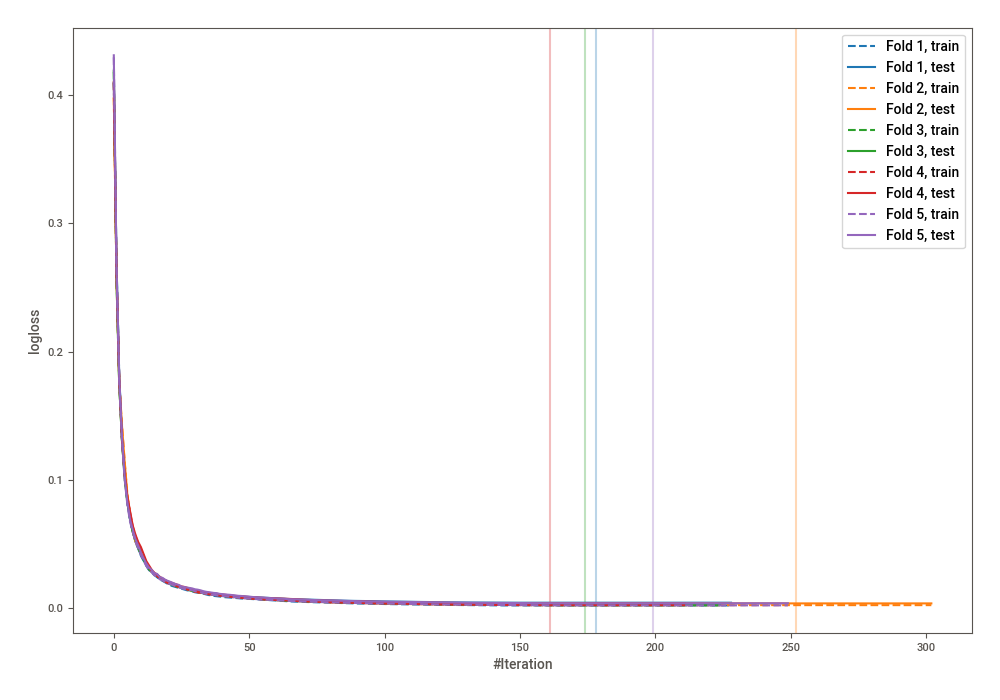 Fold 1, train
Fold 1, test
Fold 2, train
Fold 2, test
Fold 3, train
Fold 3, test
Fold 4, train
Fold 4, test
Fold 5, train
Fold 5, test
0.4
0.3
0.2
0.1
0.0
logloss
0
50
100
150
200
250
300
#Iteration